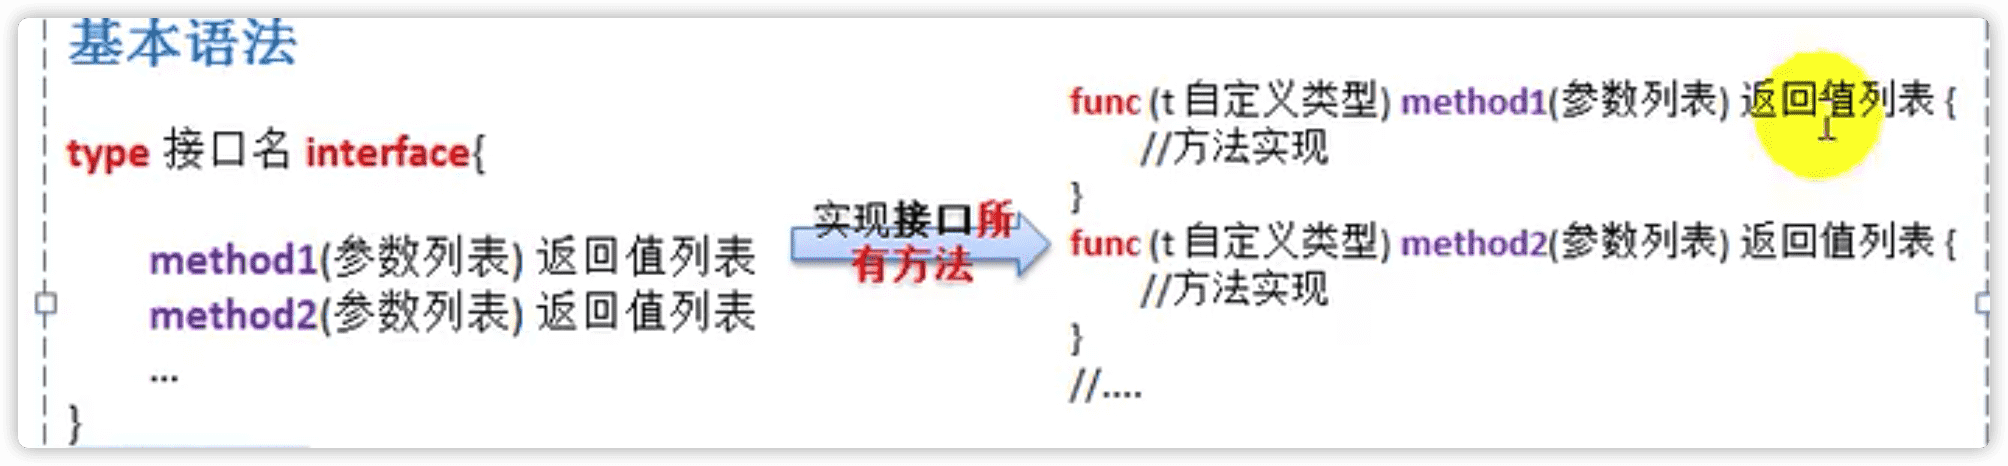 基本语法
type 接口名 interface{
method1(参数列表) 返回值列表
method2(参数列表) 返回值列表
...
}
实现接口所
有方法
func (t 自定义类型) method1(参数列表) 返回值列表 {
//方法实现
}
func (t 自定义类型) method2(参数列表) 返回值列表 {
//方法实现
}
//....